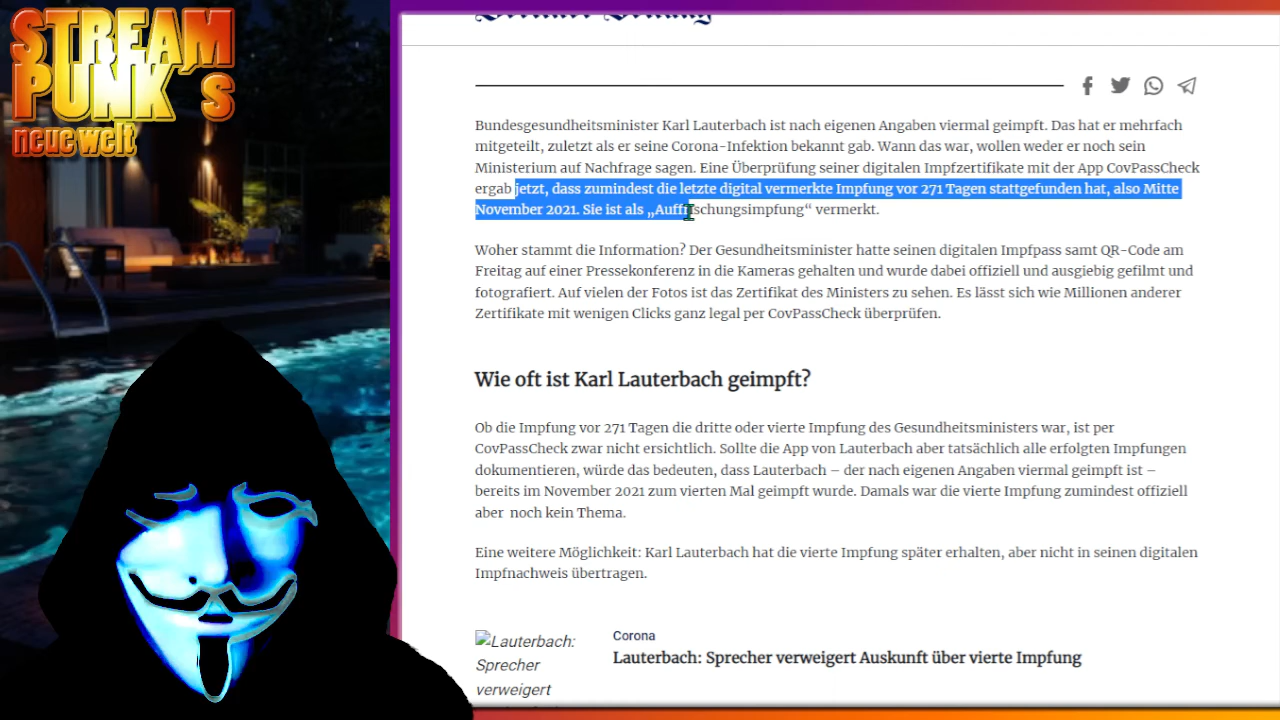 STREAM
PUNK´s
neue welt
Bundesgesundheitsminister Karl Lauterbach ist nach eigenen Angaben viermal geimpft. Das hat er mehrfach
mitgeteilt, zuletzt als er seine Corona-Infektion bekannt gab. Wann das war, wollen weder er noch sein
Ministerium auf Nachfrage sagen. Eine Überprüfung seiner digitalen Impfzertifikate mit der App CovPassCheck
ergab jetzt, dass zumindest die letzte digital vermerkte Impfung vor 271 Tagen stattgefunden hat, also Mitte
November 2021. Sie ist als „Auffrischungsimpfung“ vermerkt.
Woher stammt die Information? Der Gesundheitsminister hatte seinen digitalen Impfpass samt QR-Code am
Freitag auf einer Pressekonferenz in die Kameras gehalten und wurde dabei offiziell und ausgiebig gefilmt und
fotografiert. Auf vielen der Fotos ist das Zertifikat des Ministers zu sehen. Es lässt sich wie Millionen anderer
Zertifikate mit wenigen Clicks ganz legal per CovPassCheck überprüfen.
Wie oft ist Karl Lauterbach geimpft?
Ob die Impfung vor 271 Tagen die dritte oder vierte Impfung des Gesundheitsministers war, ist per
CovPassCheck zwar nicht ersichtlich. Sollte die App von Lauterbach aber tatsächlich alle erfolgten Impfungen
dokumentieren, würde das bedeuten, dass Lauterbach – der nach eigenen Angaben viermal geimpft ist –
bereits im November 2021 zum vierten Mal geimpft wurde. Damals war die vierte Impfung zumindest offiziell
aber noch kein Thema.
Eine weitere Möglichkeit: Karl Lauterbach hat die vierte Impfung später erhalten, aber nicht in seinen digitalen
Impfnachweis übertragen.
Lauterbach:
Sprecher
verweigert
Corona
Lauterbach: Sprecher verweigert Auskunft über vierte Impfung